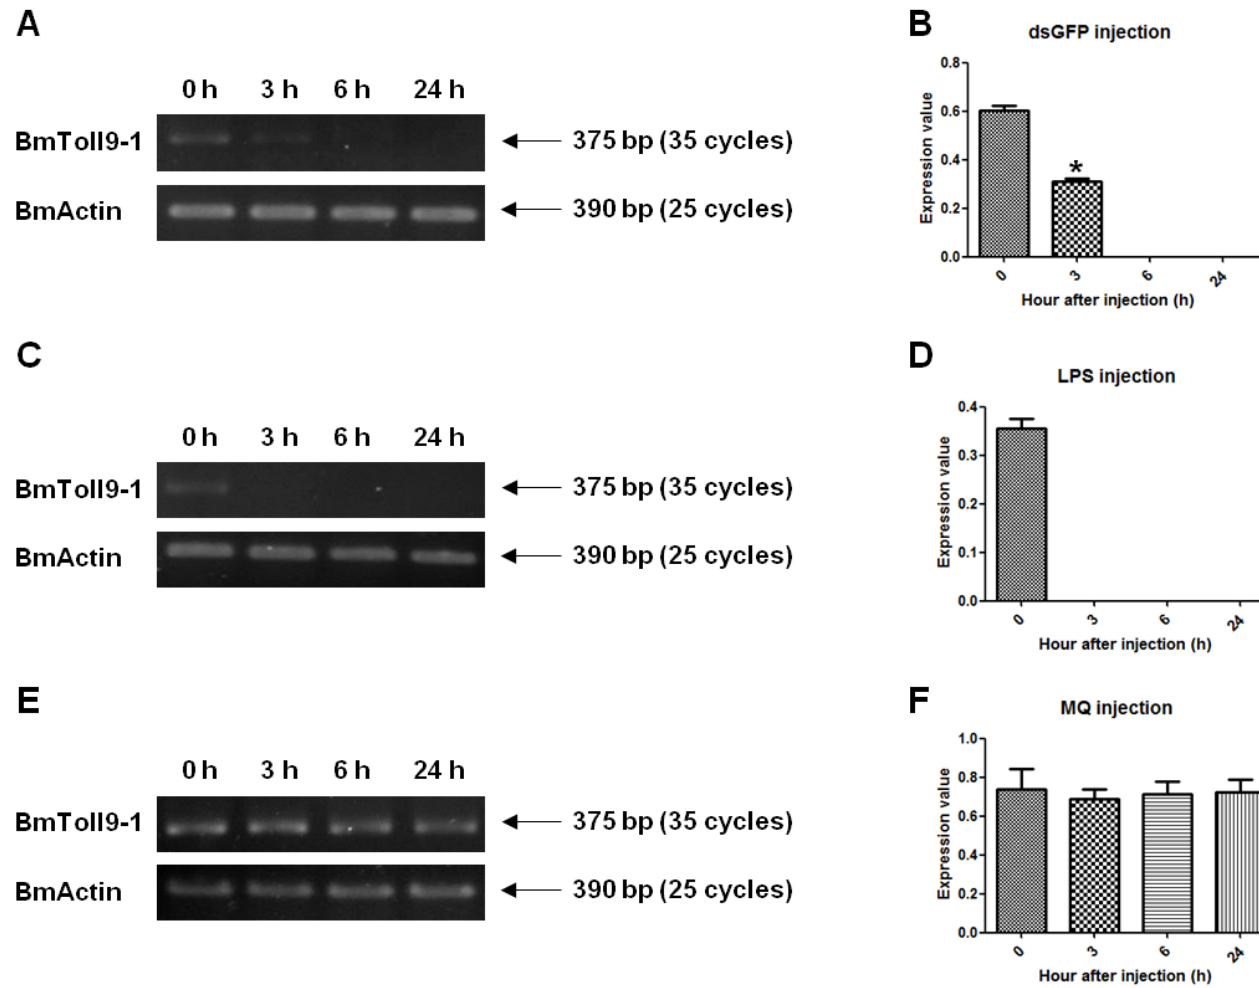 A
0 h 3 h 6 h 24 h
BmToll9-1
375 bp (35 cycles)
BmActin
390 bp (25 cycles)
B
dsGFP injection
Expression value
0.8
0.6
0.4
0.2
0.0
*
0 3 6 24
Hour after injection (h)
C
0 h 3 h 6 h 24 h
BmToll9-1
375 bp (35 cycles)
BmActin
390 bp (25 cycles)
D
LPS injection
Expression value
0.4
0.3
0.2
0.1
0.0
0 3 6 24
Hour after injection (h)
E
0 h 3 h 6 h 24 h
BmToll9-1
375 bp (35 cycles)
BmActin
390 bp (25 cycles)
F
MQ injection
Expression value
1.0
0.8
0.6
0.4
0.2
0.0
0 3 6 24
Hour after injection (h)